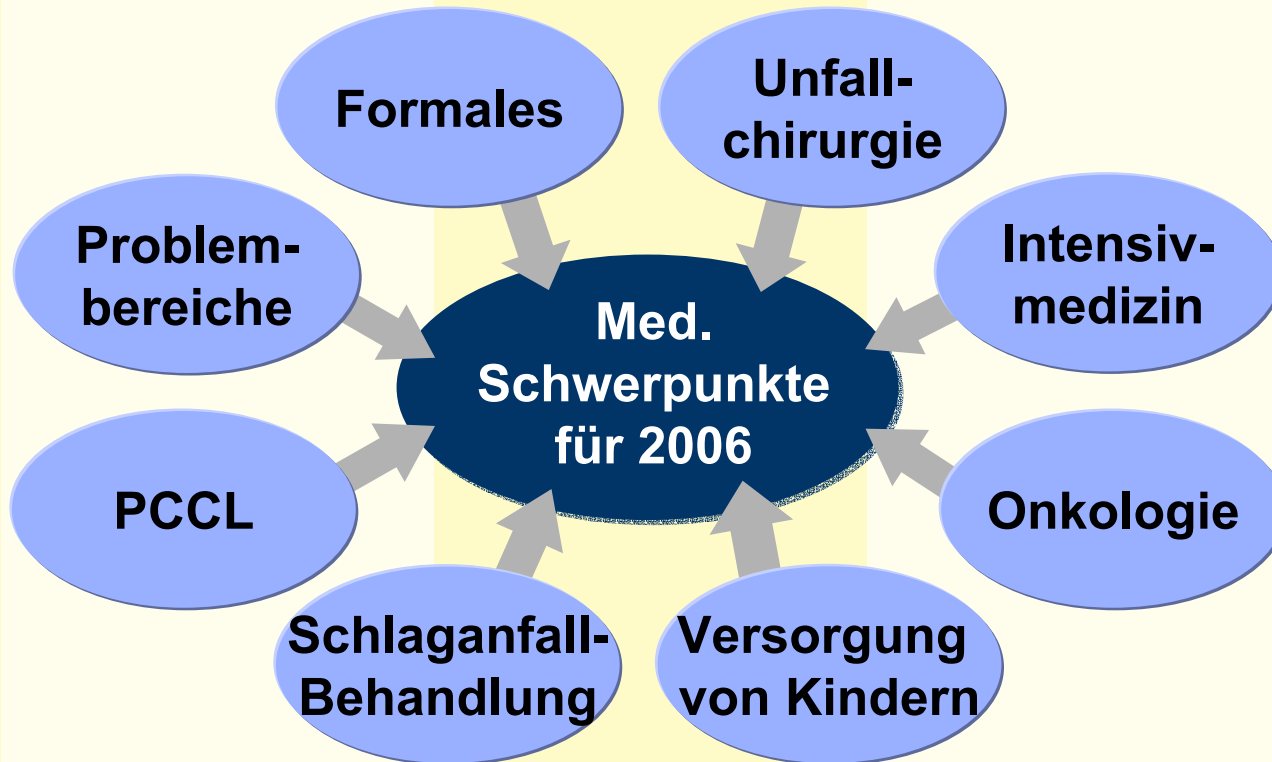 Formales
Unfall-
chirurgie
Problem-
bereiche
Intensiv-
medizin
Med.
Schwerpunkte
für 2006
PCCL
Onkologie
Schlaganfall-
Behandlung
Versorgung
von Kindern